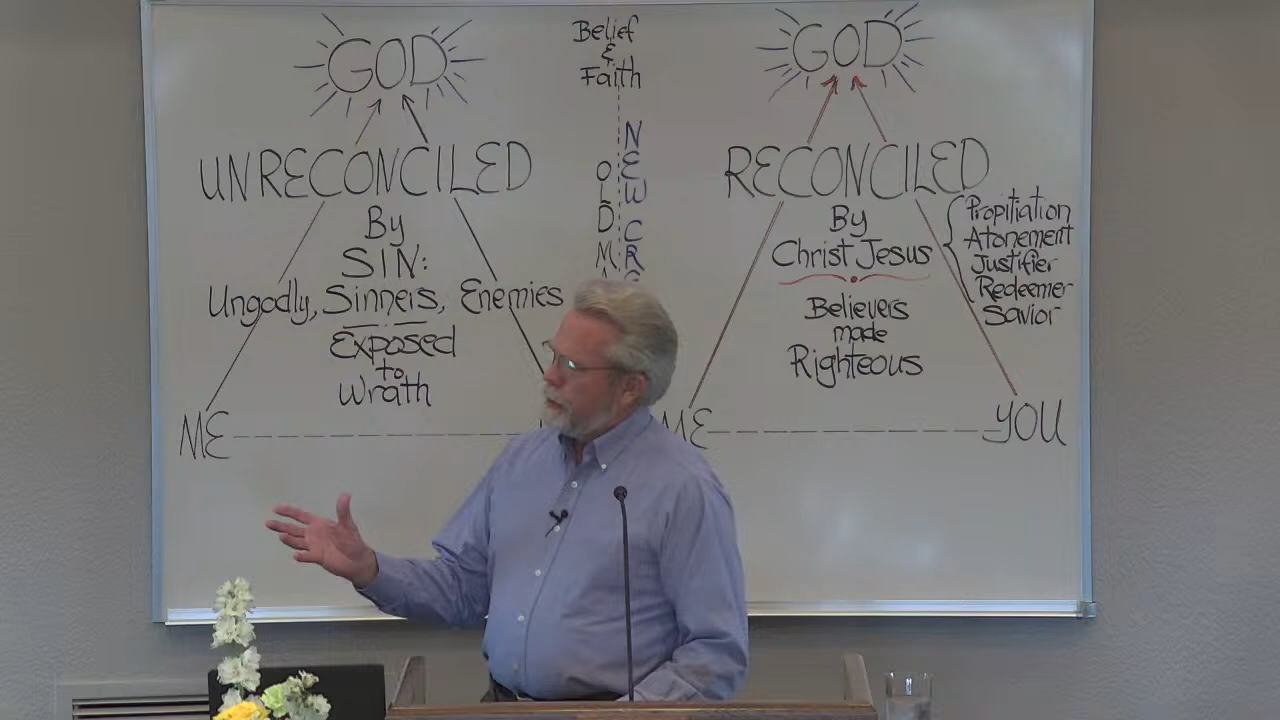 GOD
UNRECONCILED
By
SIN:
Ungodly, Sinners, Enemies
Exposed
to
Wrath
ME
Belief
&
Faith
OLD
NEW
GOD
RECONCILED
By
Christ Jesus
Believers
made
Righteous
Propitiation
Atonement
Justifier
Redeemer
Savior
ME
YOU